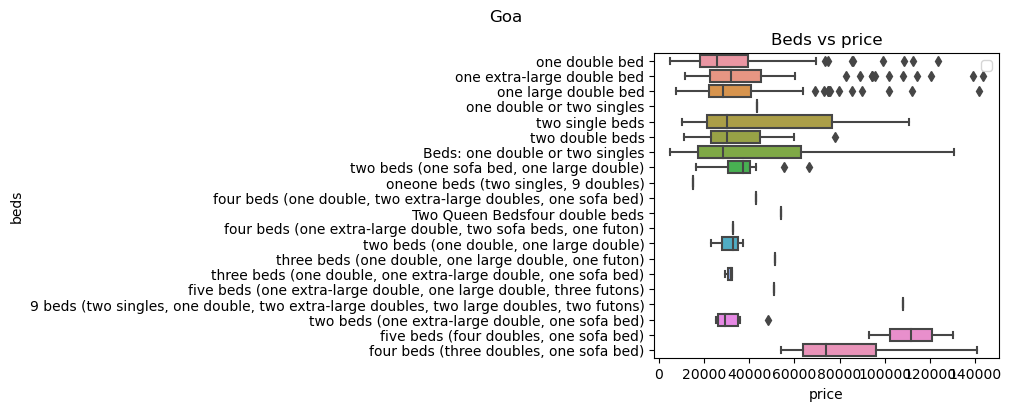 Goa
Beds vs price
beds
one double bed
one extra-large double bed
one large double bed
one double or two singles
two single beds
two double beds
Beds: one double or two singles
two beds (one sofa bed, one large double)
oneone beds (two singles, 9 doubles)
four beds (one double, two extra-large doubles, one sofa bed)
Two Queen Bedsfour double beds
four beds (one extra-large double, two sofa beds, one futon)
two beds (one double, one large double)
three beds (one double, one large double, one futon)
three beds (one double, one extra-large double, one sofa bed)
five beds (one extra-large double, one large double, three futons)
9 beds (two singles, one double, two extra-large doubles, two large doubles, two futons)
two beds (one extra-large double, one sofa bed)
five beds (four doubles, one sofa bed)
four beds (three doubles, one sofa bed)
0 20000 40000 60000 80000 100000 120000 140000
price